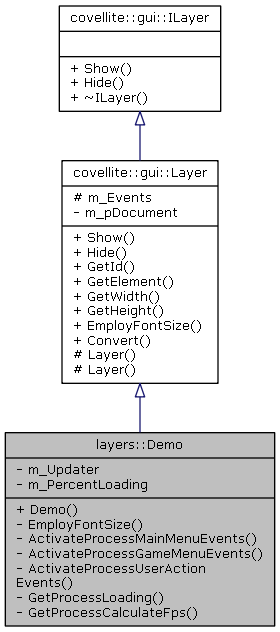 covellite::gui::ILayer
+ Show()
+ Hide()
+ ~ILayer()
covellite::gui::Layer
# m_Events
- m_pDocument
+ Show()
+ Hide()
+ GetId()
+ GetElement()
+ GetWidth()
+ GetHeight()
+ EmployFontSize()
+ Convert()
# Layer()
# Layer()
layers::Demo
- m_Updater
- m_PercentLoading
+ Demo()
- EmployFontSize()
- ActivateProcessMainMenuEvents()
- ActivateProcessGameMenuEvents()
- ActivateProcessUserAction
Events()
- GetProcessLoading()
- GetProcessCalculateFps()